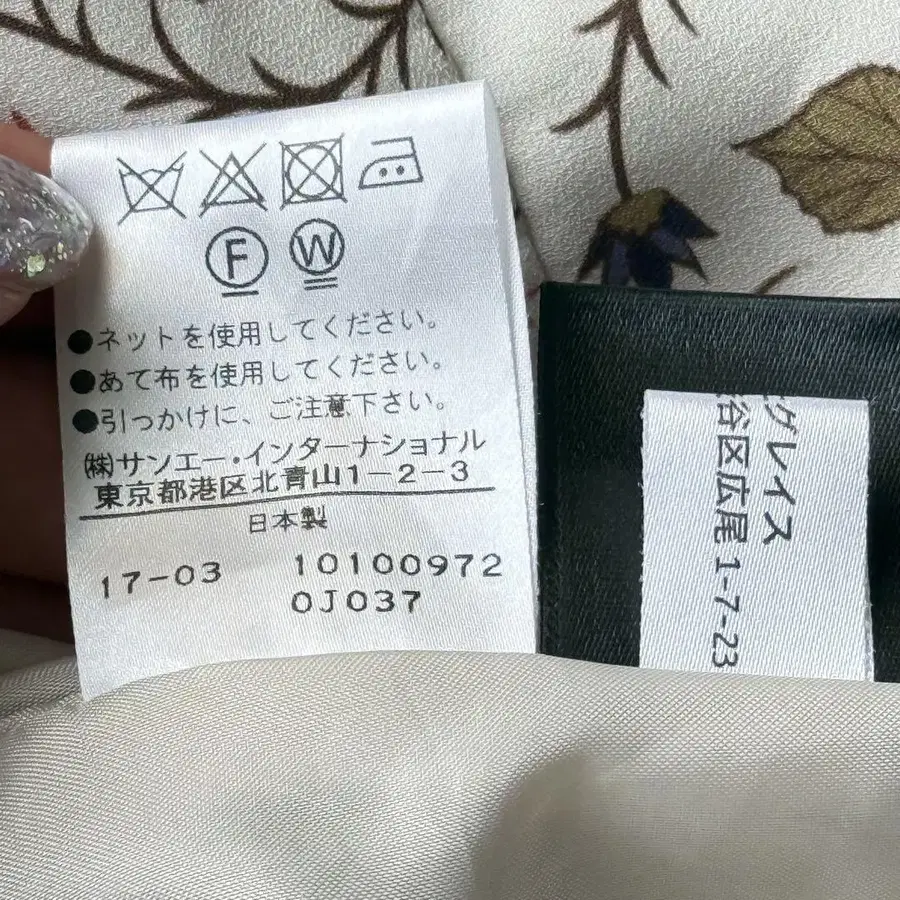 F W
●ネットを使用してください。
●あて布を使用してください。
●引っかけに、ご注意下さい。
㈱サンエー・インターナショナル
東京都港区北青山1-2-3
日本製
17-03 10100972
0J037
グレイス
谷区広尾 1-7-23